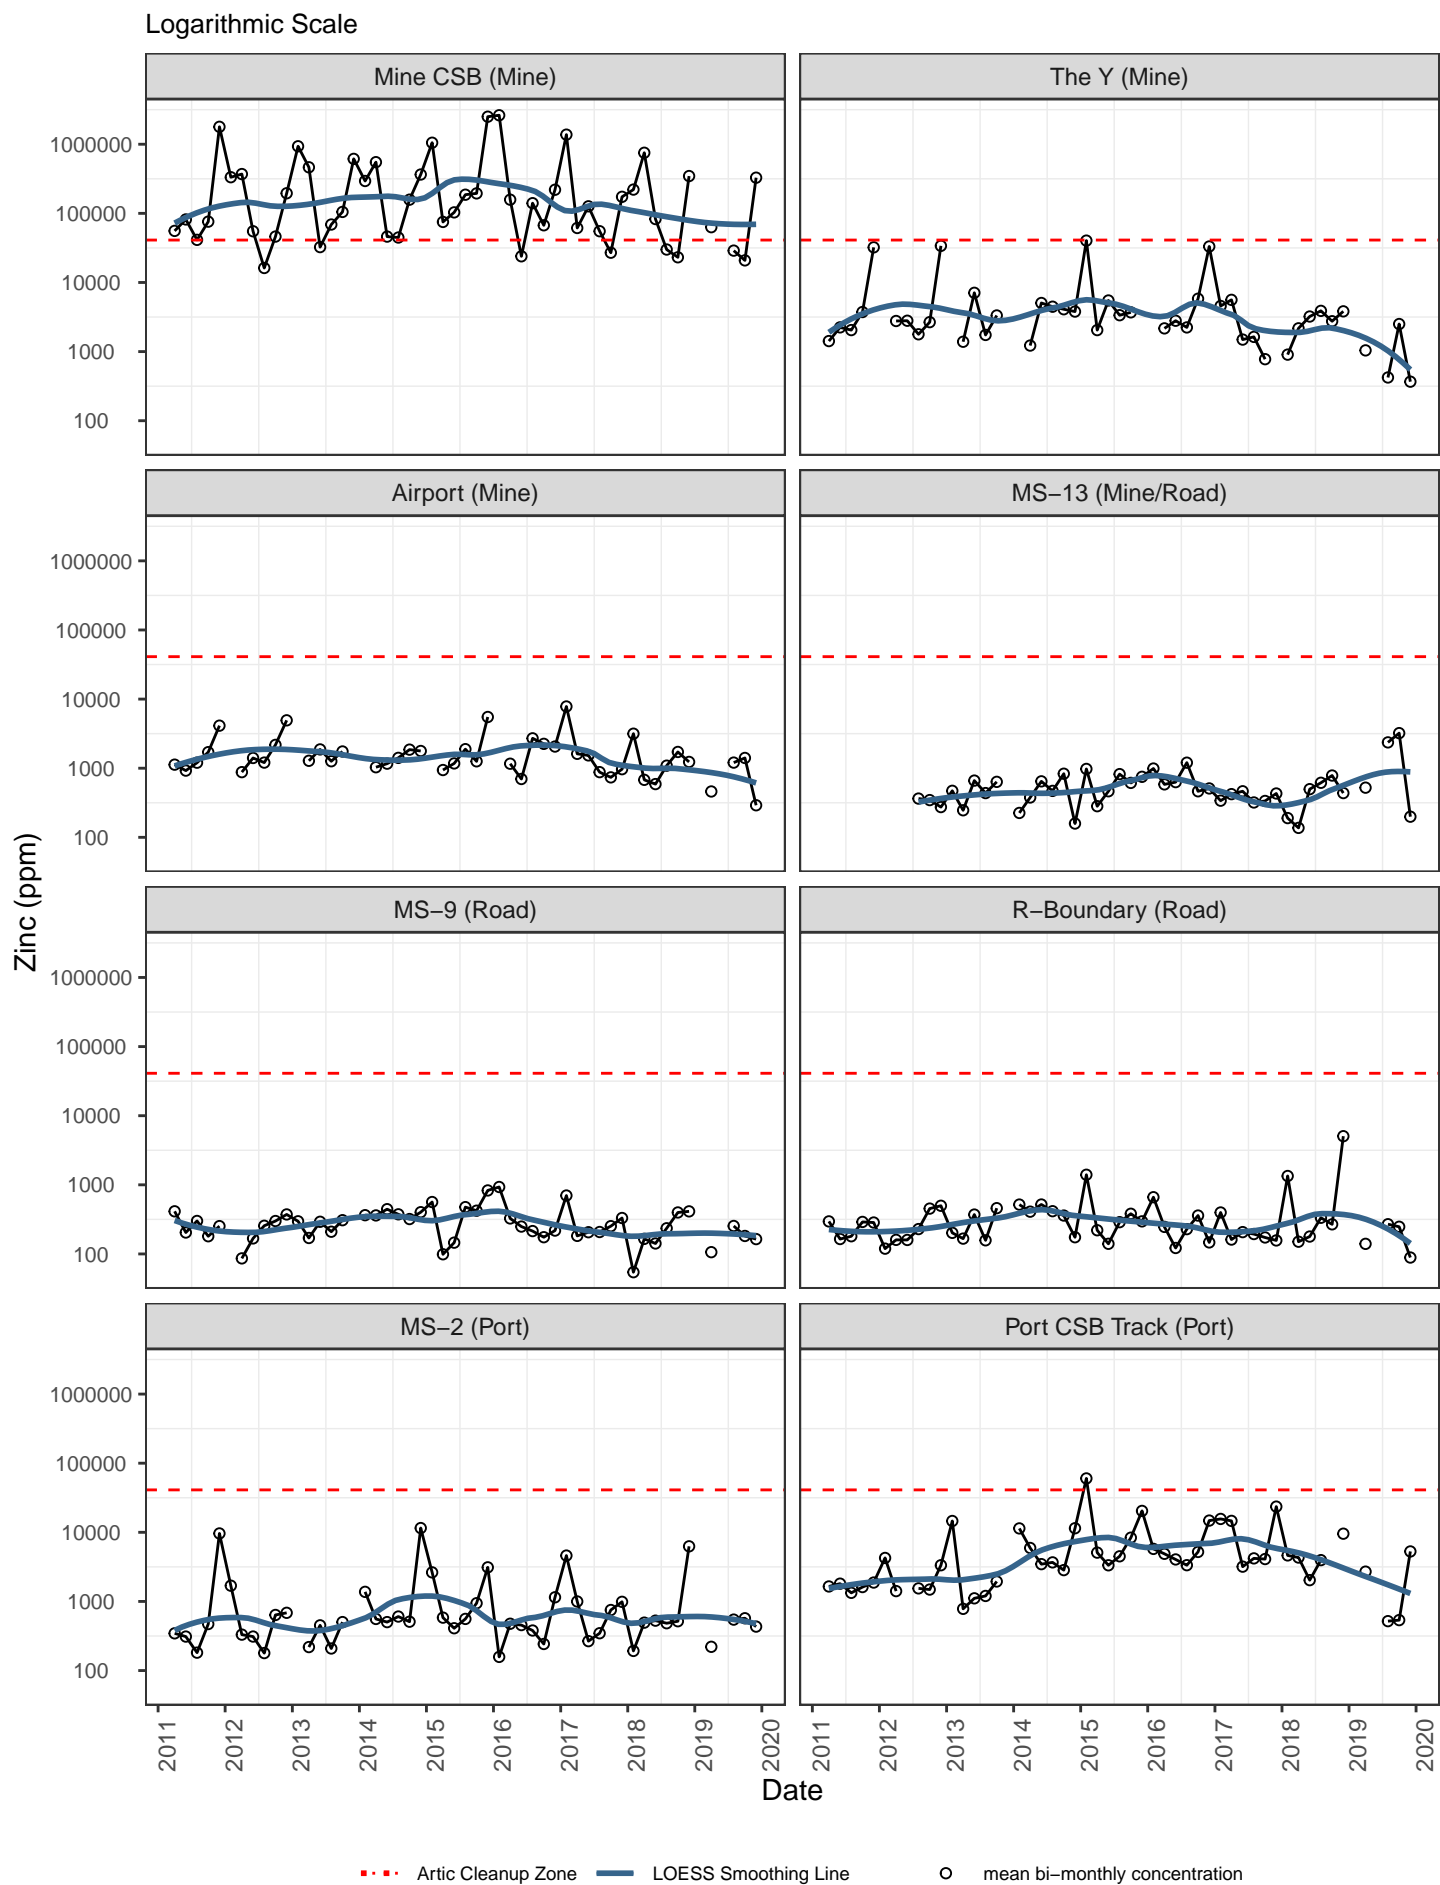 Logarithmic Scale
Mine CSB (Mine)
The Y (Mine)
1000000
100000
10000
1000
100
Airport (Mine)
MS−13 (Mine/Road)
1000000
100000
10000
1000
100
MS−9 (Road)
R−Boundary (Road)
Zinc (ppm)
1000000
100000
10000
1000
100
MS−2 (Port)
Port CSB Track (Port)
1000000
100000
10000
1000
100
2011 2012 2013 2014 2015 2016 2017 2018 2019 2020 2011 2012 2013 2014 2015 2016 2017 2018 2019 2020
Date
Artic Cleanup Zone LOESS Smoothing Line mean bi−monthly concentration